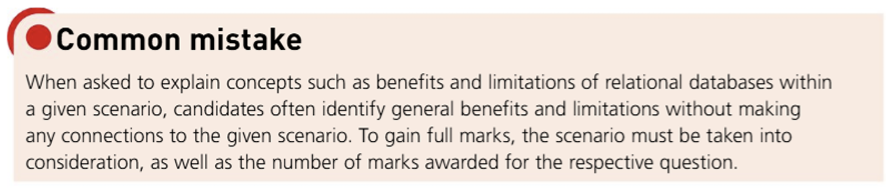 Common mistake
When asked to explain concepts such as benefits and limitations of relational databases within
a given scenario, candidates often identify general benefits and limitations without making
any connections to the given scenario. To gain full marks, the scenario must be taken into
consideration, as well as the number of marks awarded for the respective question.